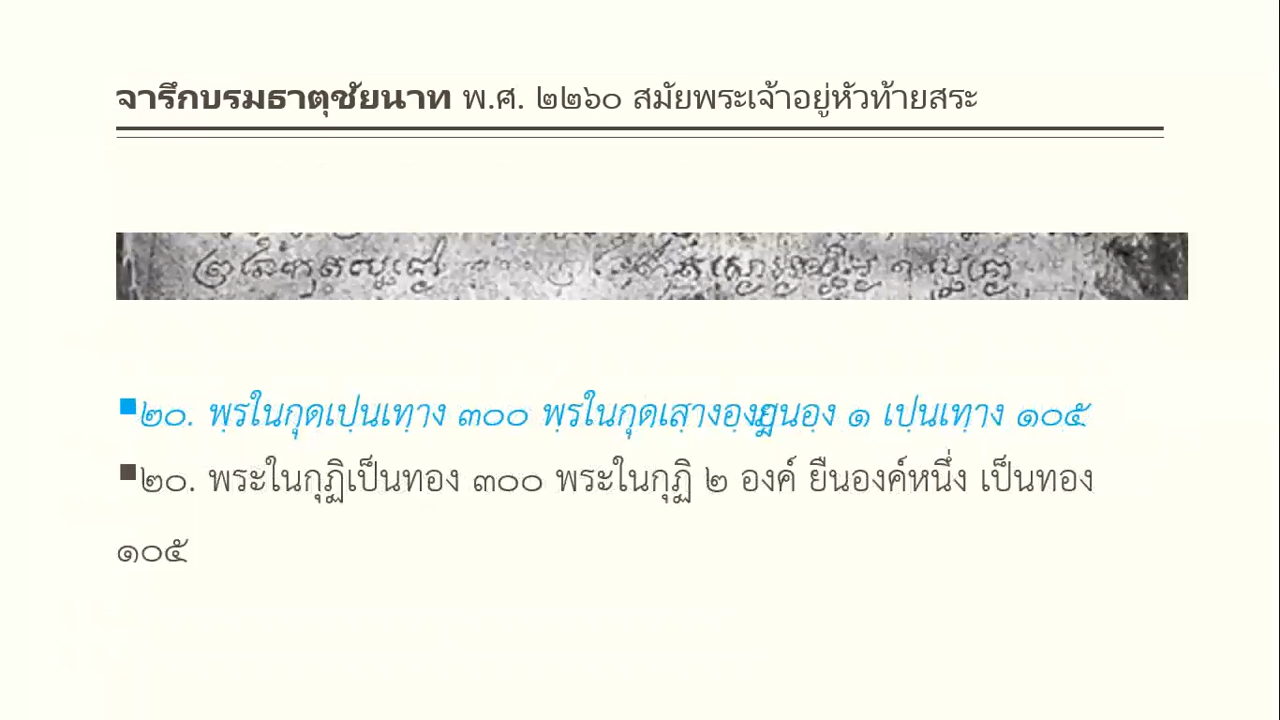 จารึกบรมธาตุชัยนาท พ.ศ. ๒๒๖๐ สมัยพระเจ้าอยู่หัวท้ายสระ
๒๐. พฺรในกุดเปฺนเทฺาง ๓๐๐ พฺรในกุดเสฺางองฺยฺืนอฺง ๑ เปฺนเทฺาง ๑๐๕
๒๐. พระในกุฏิเป็นทอง ๓๐๐ พระในกุฏิ ๒ องค์ ยืนองค์หนึ่ง เป็นทอง
๑๐๕